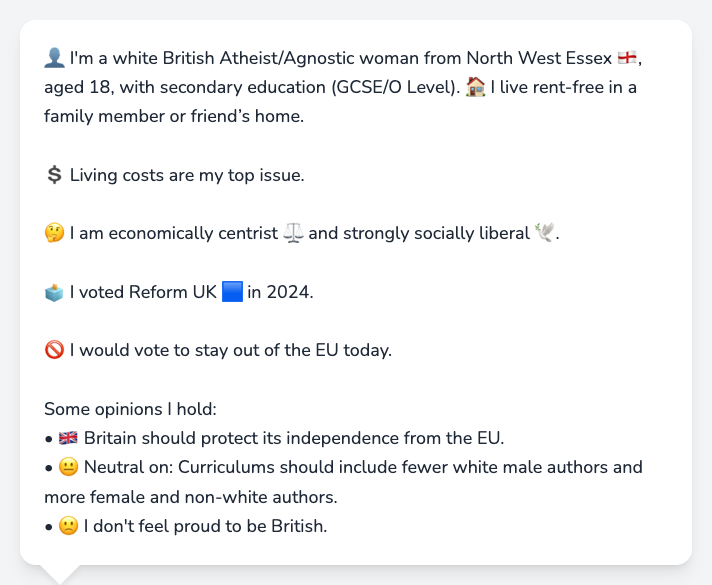 👤 I'm a white British Atheist/Agnostic woman from North West Essex 🏴󠁧󠁢󠁥󠁮󠁧󠁿,
aged 18, with secondary education (GCSE/O Level). 🏠 I live rent-free in a
family member or friend’s home.
💲 Living costs are my top issue.
🤔 I am economically centrist ⚖️ and strongly socially liberal 🕊️.
🗳️ I voted Reform UK 🟦 in 2024.
🚫 I would vote to stay out of the EU today.
Some opinions I hold:
• 🇬🇧 Britain should protect its independence from the EU.
• 😐 Neutral on: Curriculums should include fewer white male authors and
more female and non-white authors.
• 🙁 I don't feel proud to be British.